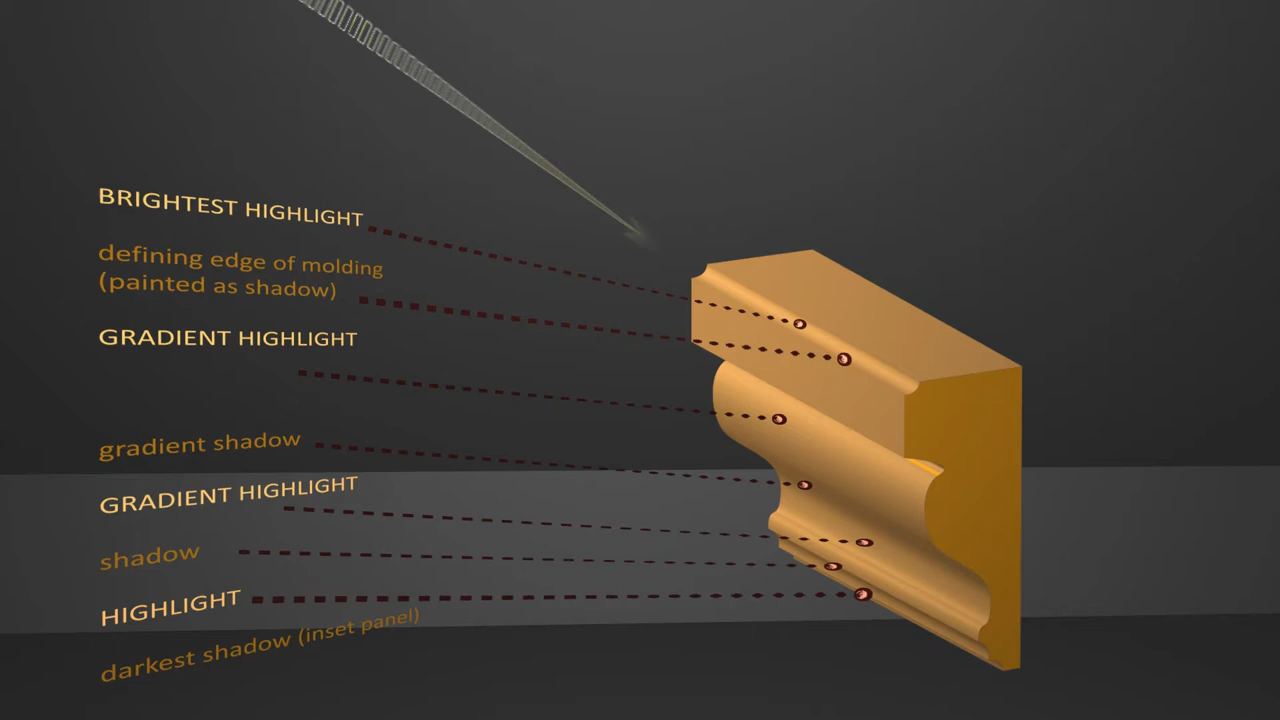 BRIGHTEST HIGHLIGHT
defining edge of molding
(painted as shadow)
GRADIENT HIGHLIGHT
gradient shadow
GRADIENT HIGHLIGHT
shadow
HIGHLIGHT
darkest shadow (inset panel)